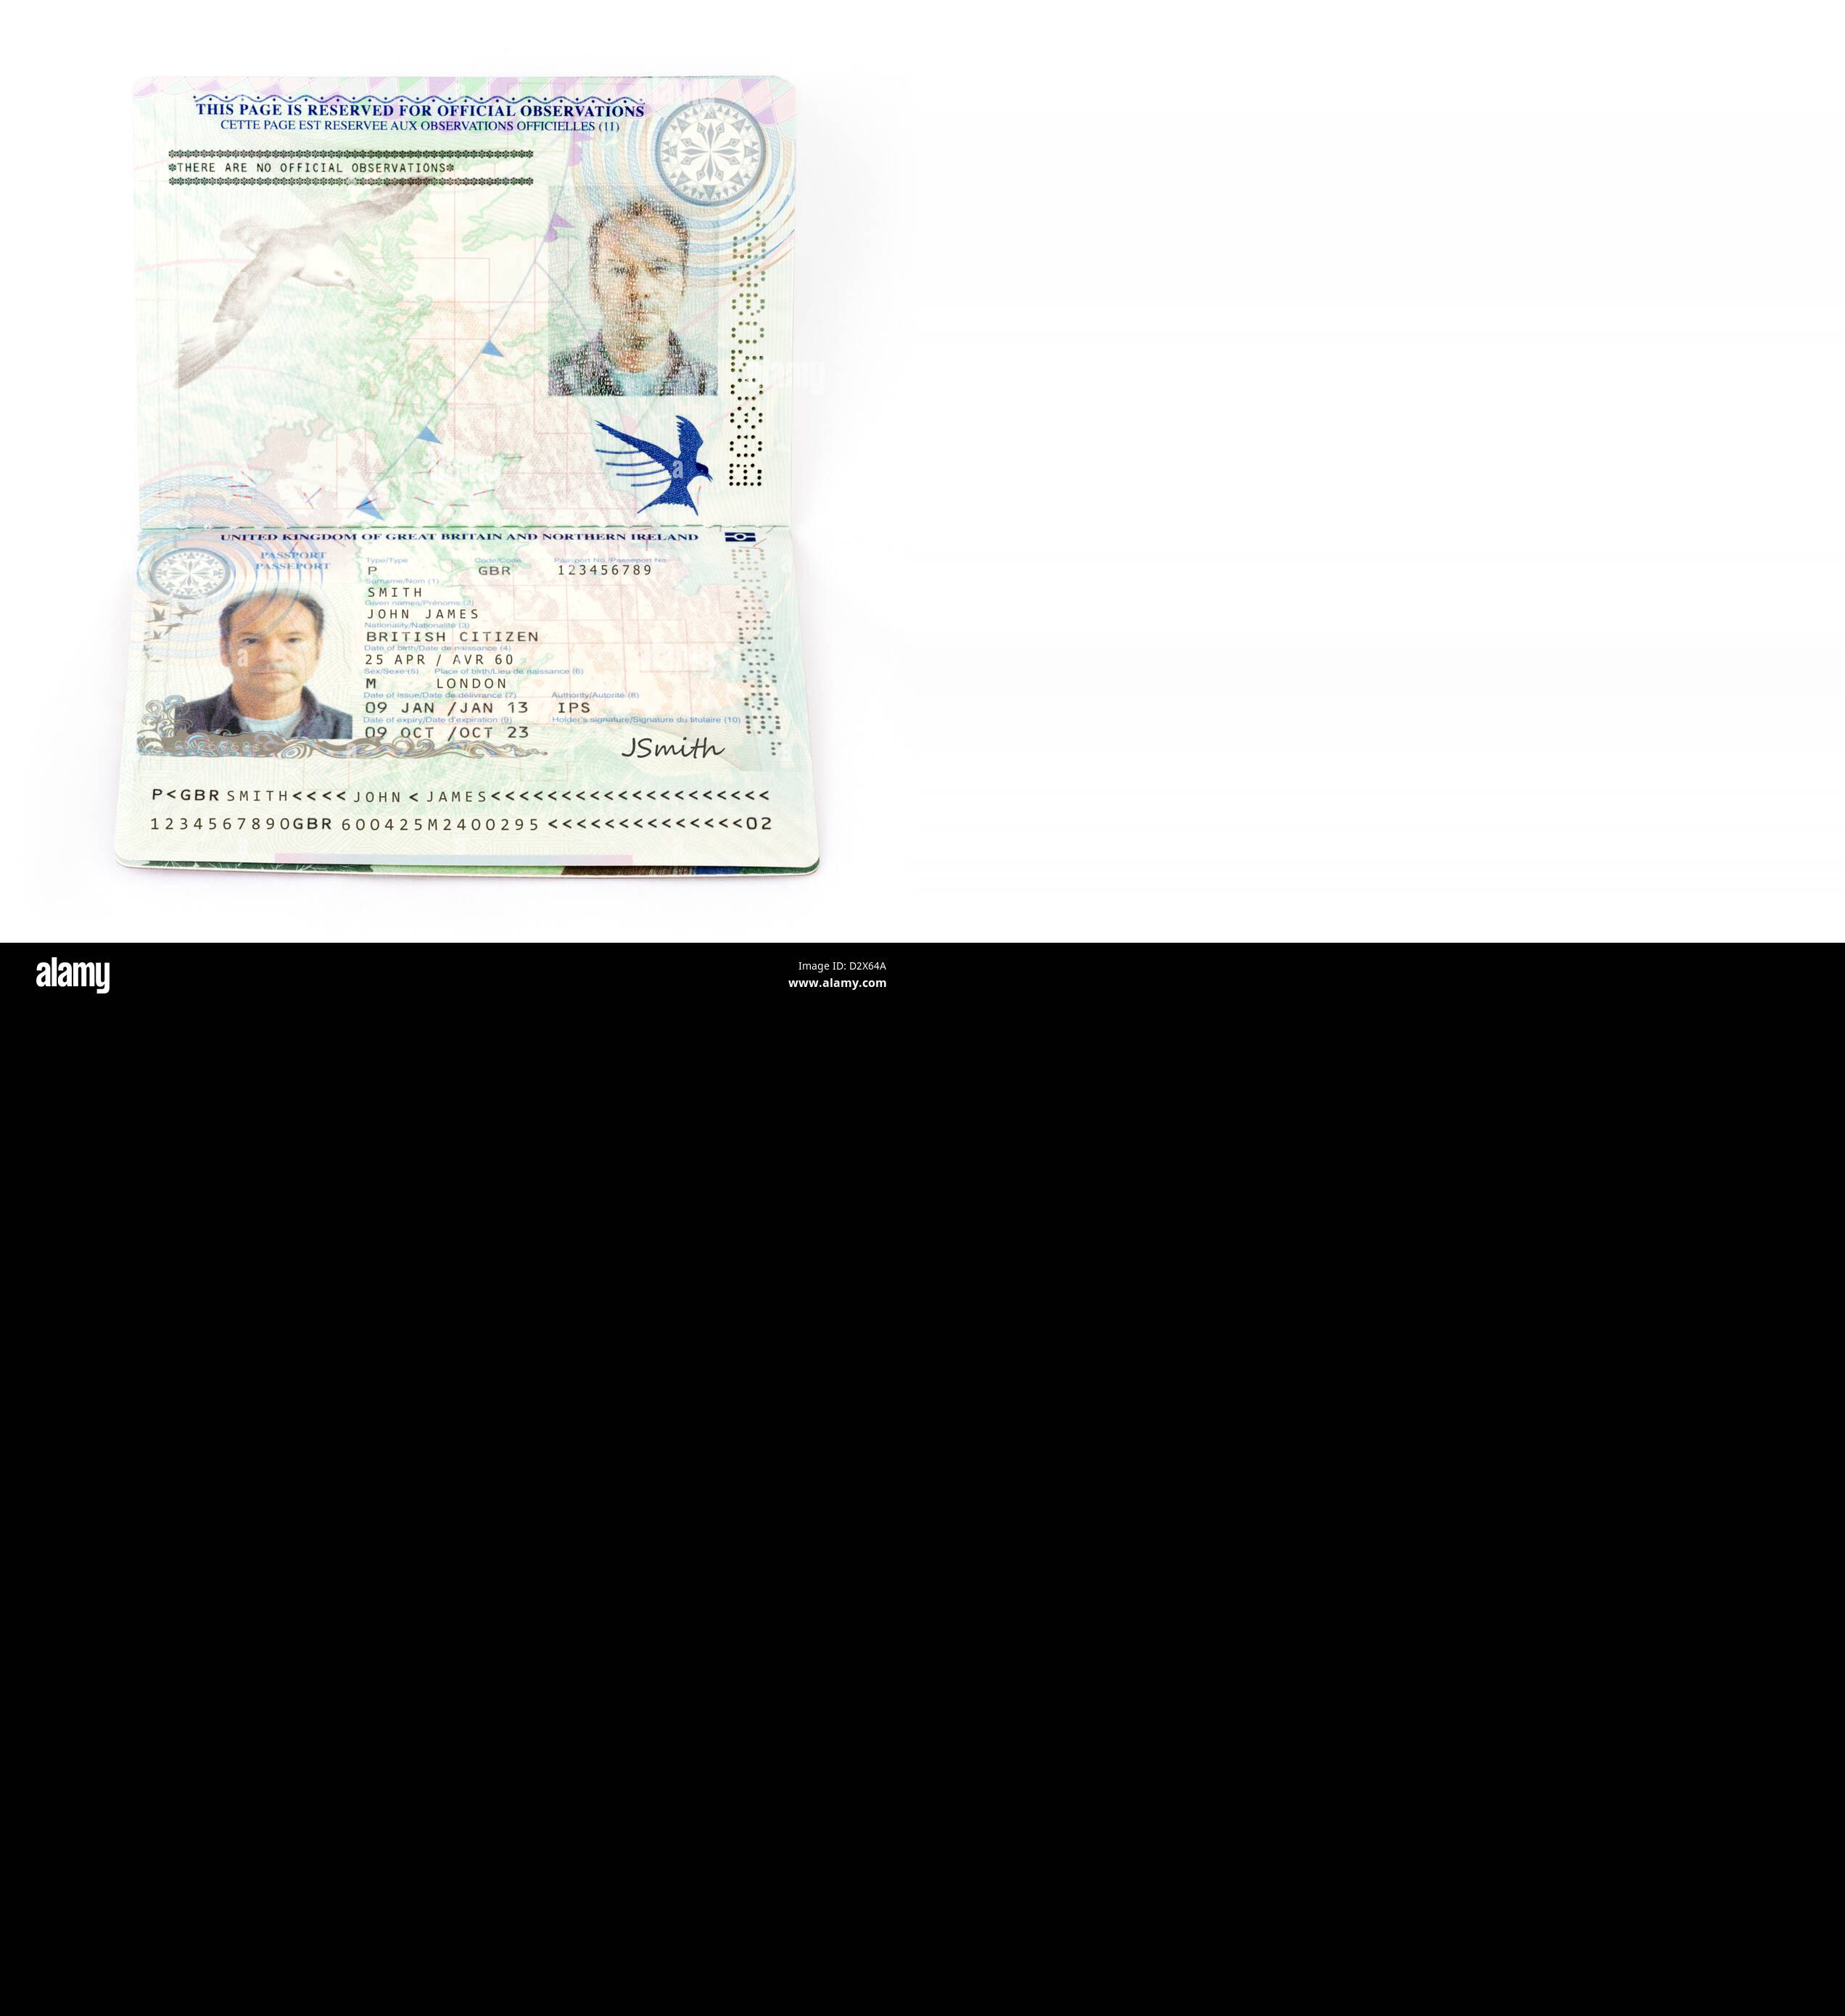 THIS PAGE IS RESERVED FOR OFFICIAL OBSERVATIONS
CETTE PAGE EST RESERVEE AUX OBSERVATIONS OFFICIELLES (11)
*THERE ARE NO OFFICIAL OBSERVATIONS*
UNITED KINGDOM OF GREAT BRITAIN AND NORTHERN IRELAND
PASSPORT
PASSEPORT
Type/Type Code/Code Passport No./Passeport No.
P GBR 123456789
Surname/Nom (1)
SMITH
Given names/Prénoms (2)
JOHN JAMES
Nationality/Nationalité (3)
BRITISH CITIZEN
Date of birth/Date de naissance (4)
25 APR / AVR 60
Sex/Sexe (5) Place of birth/Lieu de naissance (6)
M LONDON
Date of issue/Date de délivrance (7) Authority/Autorité (8)
09 JAN /JAN 13 IPS
Date of expiry/Date d'expiration (9) Holder's signature/Signature du titulaire (10)
09 OCT /OCT 23
JSmith
P<GBR SMITH<<<< JOHN < JAMES<<<<<<<<<<<<<<<<<<<<
1234567890GBR 600425M2400295 <<<<<<<<<<<<<<02
alamy
a
a
alamy
Image ID: D2X64A
www.alamy.com